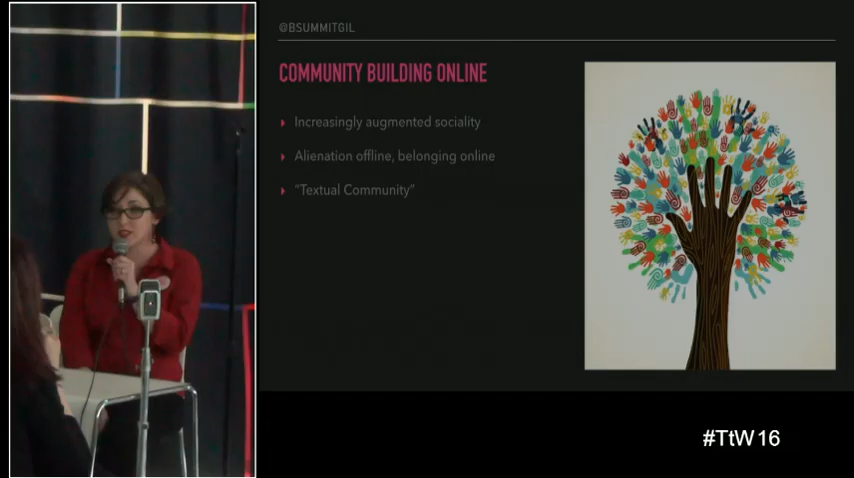 @BSUMMITGIL
COMMUNITY BUILDING ONLINE
Increasingly augmented sociality
Alienation offline, belonging online
"Textual Community"
#TtW16